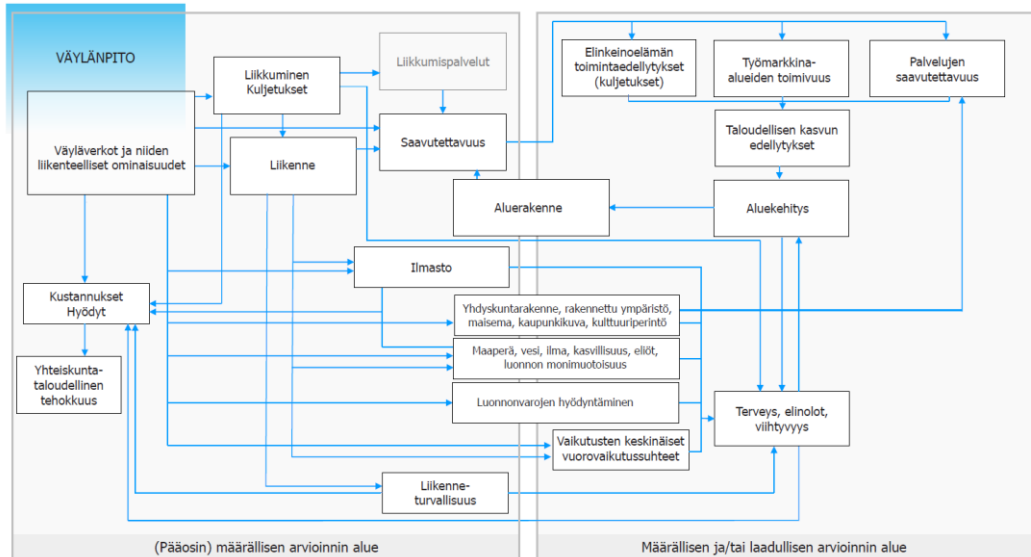 VÄYLÄNPITO
Väyläverkot ja niiden
liikenteelliset ominaisuudet
Liikkuminen
Kuljetukset
Liikkumispalvelut
Liikenne
Saavutettavuus
Elinkeinoelämän
toimintaedellytykset
(kuljetukset)
Työmarkkina-
alueiden toimivuus
Palvelujen
saavutettavuus
Taloudellisen kasvun
edellytykset
Aluerakenne
Aluekehitys
Ilmasto
Kustannukset
Hyödyt
Yhdyskuntarakenne, rakennettu ympäristö,
maisema, kaupunkikuva, kulttuuriperintö
Maaperä, vesi, ilma, kasvillisuus, eliöt,
luonnon monimuotoisuus
Yhteiskunta-
taloudellinen
tehokkuus
Luonnonvarojen hyödyntäminen
Terveys, elinolot,
viihtyvyys
Vaikutusten keskinäiset
vuorovaikutussuhteet
Liikenne-
turvallisuus
(Pääosin) määrällisen arvioinnin alue
Määrällisen ja/tai laadullisen arvioinnin alue